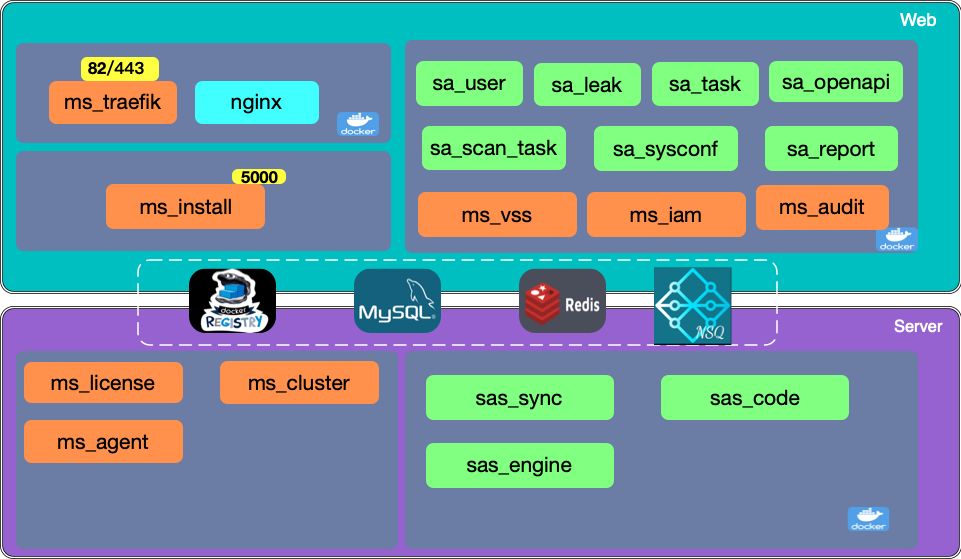 Web
82/443
ms_traefik
nginx
docker
5000
ms_install
sa_user
sa_leak
sa_task
sa_openapi
sa_scan_task
sa_sysconf
sa_report
ms_vss
ms_iam
ms_audit
docker
docker
REGISTRY
MySQL®
Redis
NSQ
Server
ms_license
ms_cluster
ms_agent
sas_sync
sas_code
sas_engine
docker